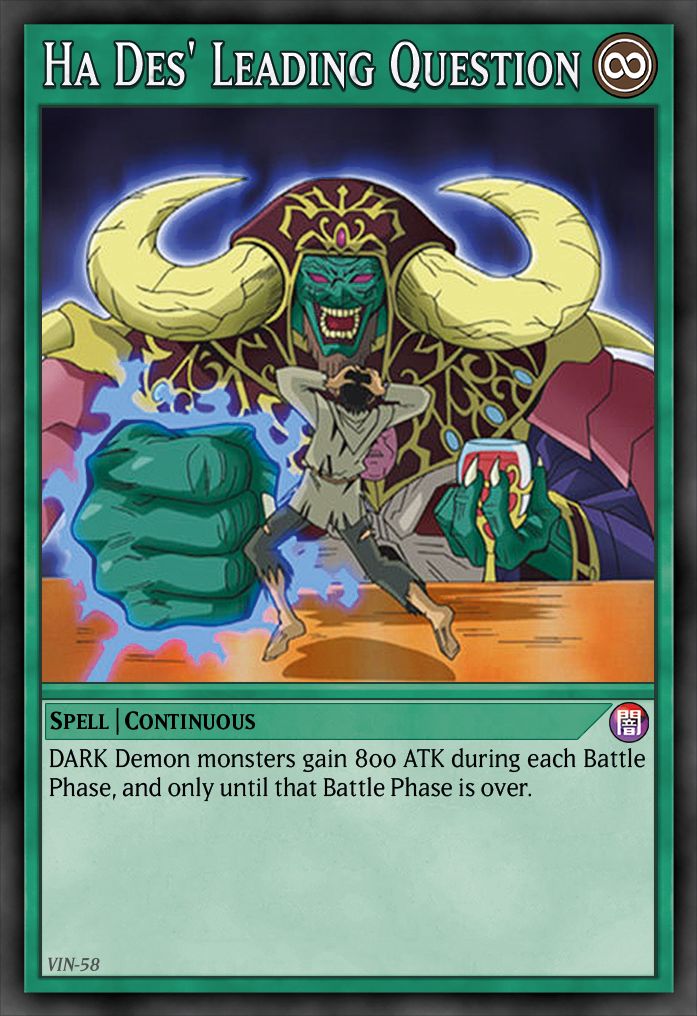 Ha Des' Leading Question
Spell | Continuous
闇
DARK Demon monsters gain 800 ATK during each Battle
Phase, and only until that Battle Phase is over.
VIN-58